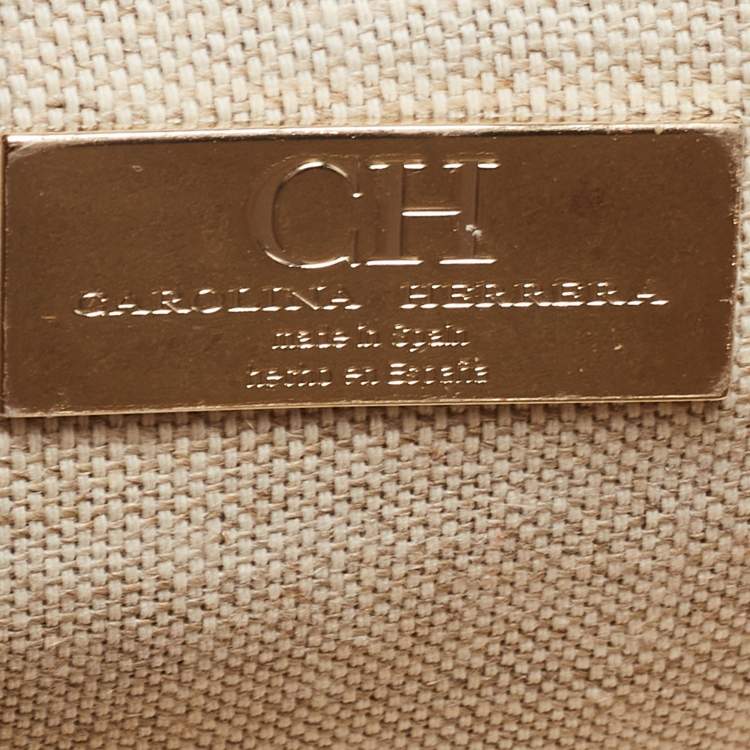 CH
CAROLINA HERRERA
made in Spain
hecho en España